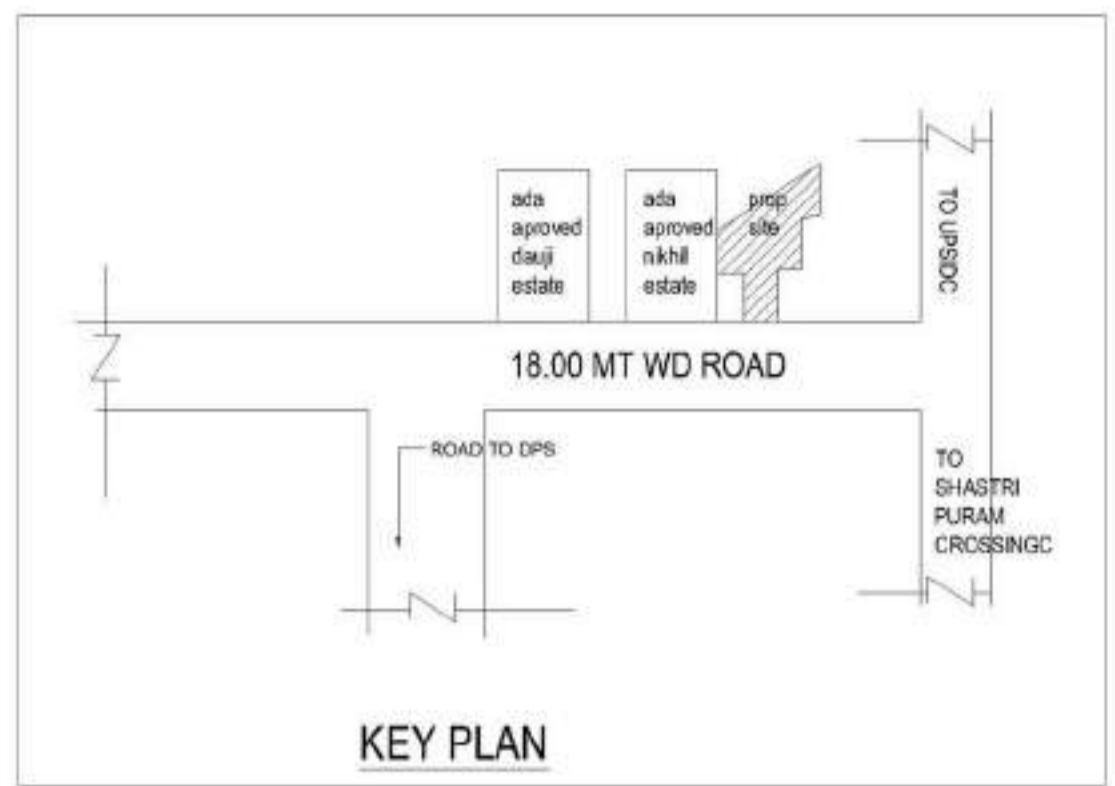 ada
aproved
dauji
estate
ada
aproved
nikhil
estate
prop
site
TO UPSIDC
18.00 MT WD ROAD
ROAD TO DPS
TO
SHASTRI
PURAM
CROSSINGC
KEY PLAN